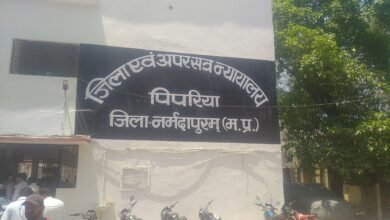 जिला एवं अपर सत्र न्यायालय
पिपरिया
जिला-नर्मदापुरम् (म.प्र.)